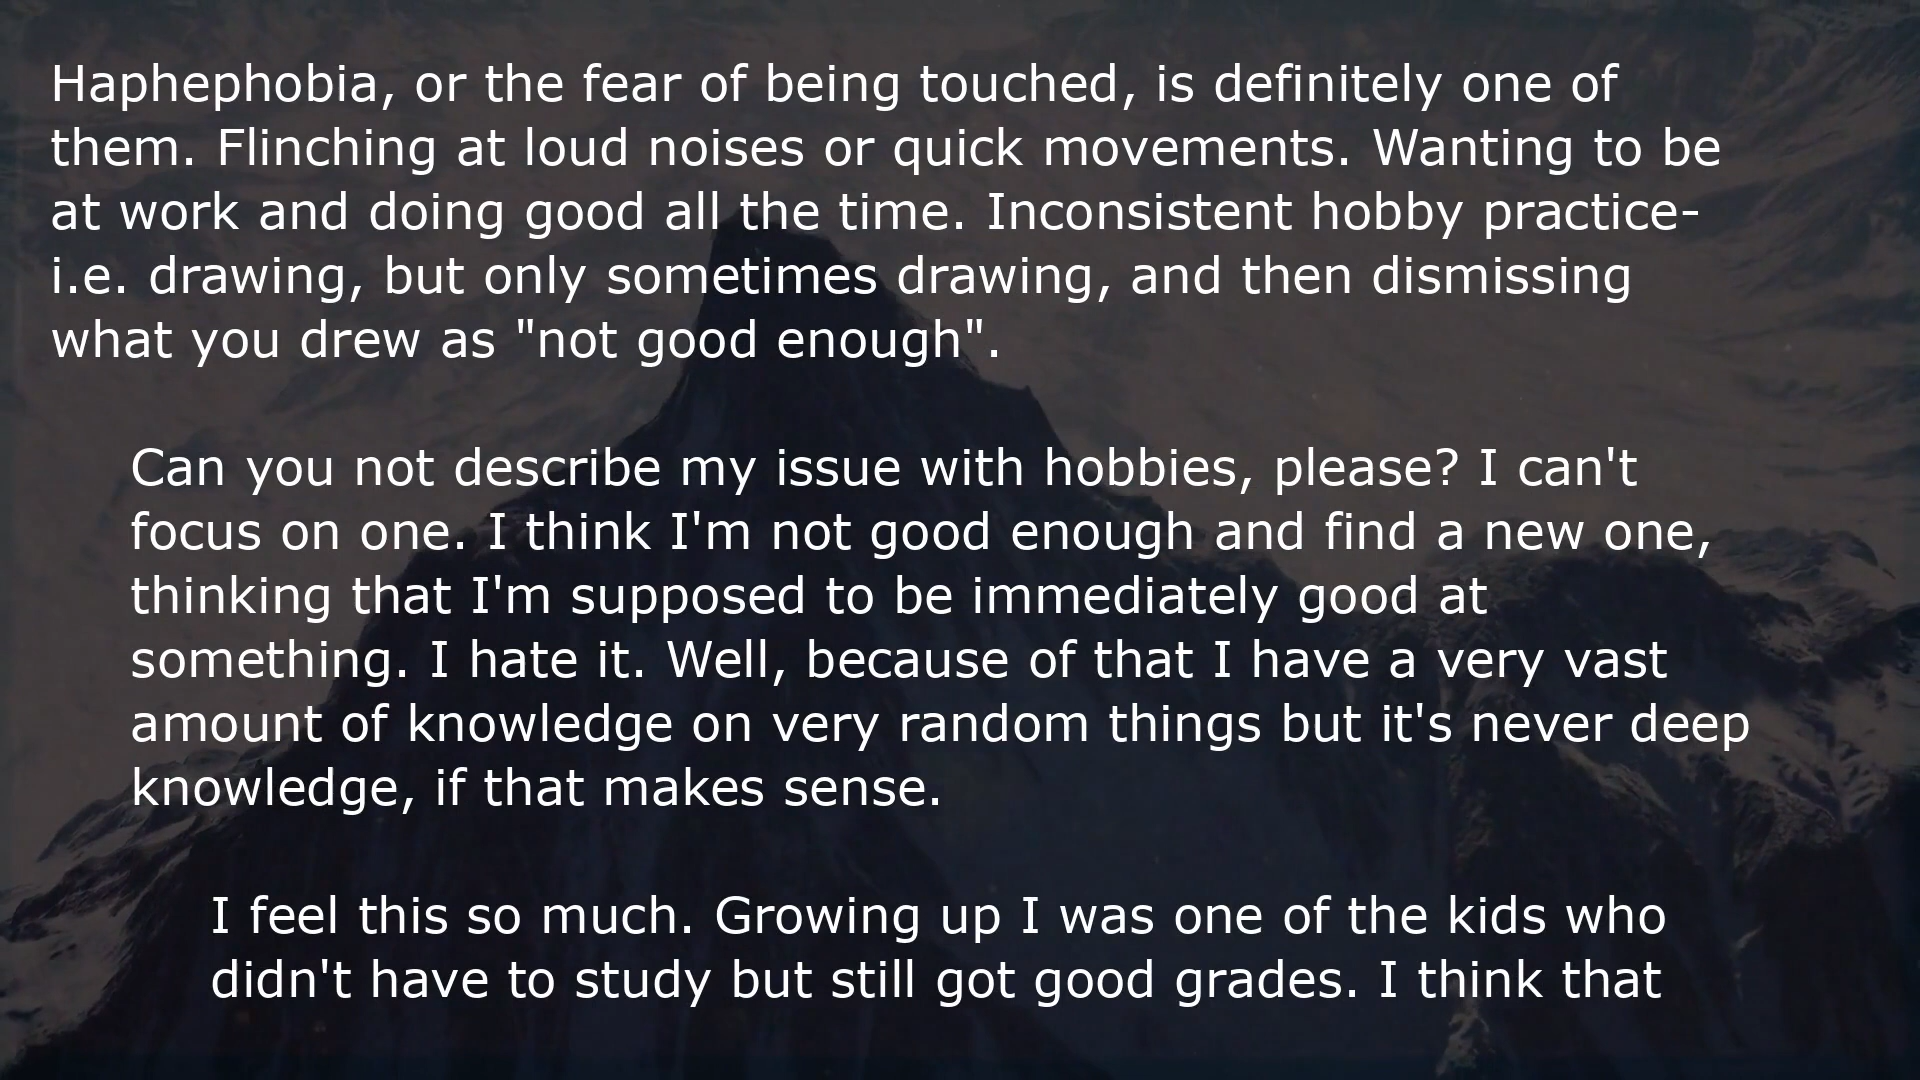 Haphephobia, or the fear of being touched, is definitely one of
them. Flinching at loud noises or quick movements. Wanting to be
at work and doing good all the time. Inconsistent hobby practice-
i.e. drawing, but only sometimes drawing, and then dismissing
what you drew as "not good enough".
Can you not describe my issue with hobbies, please? I can't
focus on one. I think I'm not good enough and find a new one,
thinking that I'm supposed to be immediately good at
something. I hate it. Well, because of that I have a very vast
amount of knowledge on very random things but it's never deep
knowledge, if that makes sense.
I feel this so much. Growing up I was one of the kids who
didn't have to study but still got good grades. I think that